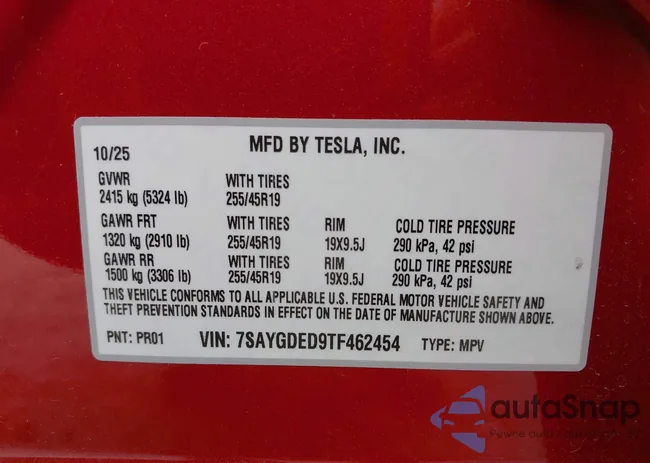 MFD BY TESLA, INC.
10/25
GVWR WITH TIRES
2415 kg (5324 lb) 255/45R19
GAWR FRT WITH TIRES RIM COLD TIRE PRESSURE
1320 kg (2910 lb) 255/45R19 19X9.5J 290 kPa, 42 psi
GAWR RR WITH TIRES RIM COLD TIRE PRESSURE
1500 kg (3306 lb) 255/45R19 19X9.5J 290 kPa, 42 psi
THIS VEHICLE CONFORMS TO ALL APPLICABLE U.S. FEDERAL MOTOR VEHICLE SAFETY AND
THEFT PREVENTION STANDARDS IN EFFECT ON THE DATE OF MANUFACTURE SHOWN ABOVE.
PNT: PR01 VIN: 7SAYGDED9TF462454 TYPE: MPV
autaSnap
Pewne auta z